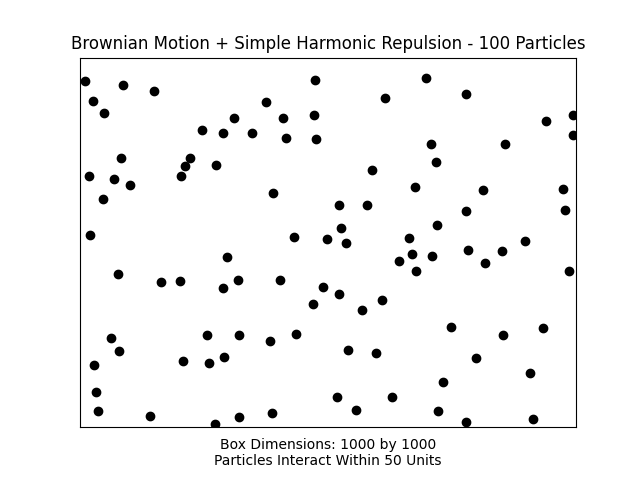 Brownian Motion + Simple Harmonic Repulsion - 100 Particles
Box Dimensions: 1000 by 1000
Particles Interact Within 50 Units